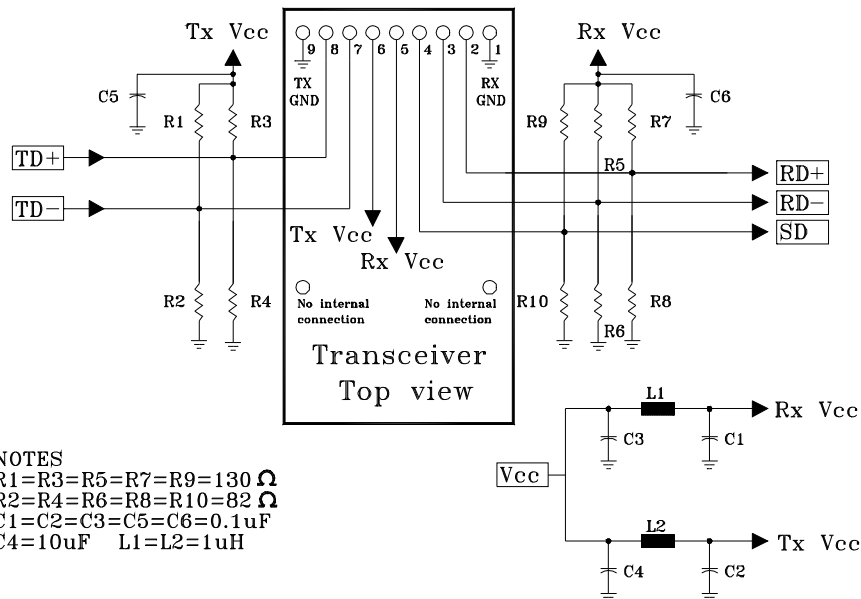 Tx Vcc
Rx Vcc
9 8 7 6 5 4 3 2 1
TX
GND
RX
GND
C5
C6
R1
R3
R9
R7
R5
TD+
TD-
RD+
RD-
SD
Tx Vcc
Rx Vcc
R2
R4
R10
R8
R6
No internal
connection
No internal
connection
Transceiver
Top view
L1
Rx Vcc
C3
C1
Vcc
L2
Tx Vcc
C4
C2
NOTES
R1=R3=R5=R7=R9=130 Ω
R2=R4=R6=R8=R10=82 Ω
C1=C2=C3=C5=C6=0.1uF
C4=10uF L1=L2=1uH